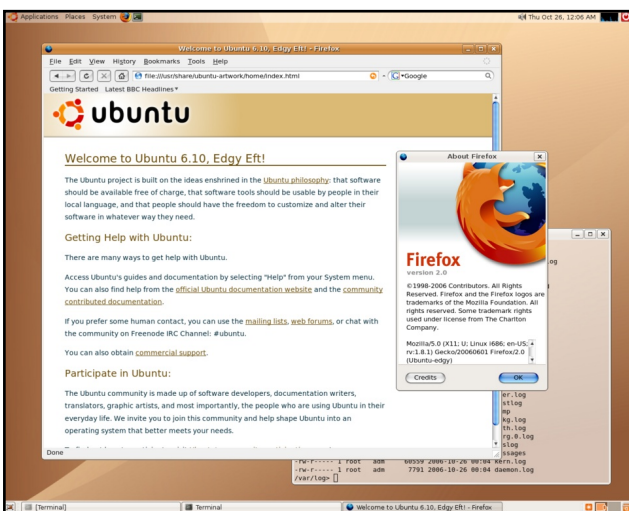 Applications Places System
Thu Oct 26, 12:06 AM
Welcome to Ubuntu 6.10, Edgy Eft! - Firefox
File Edit View History Bookmarks Tools Help
file:///usr/share/ubuntu-artwork/home/index.html
Google
Getting Started Latest BBC Headlines
ubuntu
Welcome to Ubuntu 6.10, Edgy Eft!
The Ubuntu project is built on the ideas enshrined in the Ubuntu philosophy: that software
should be available free of charge, that software tools should be usable by people in their
local language, and that people should have the freedom to customize and alter their
software in whatever way they need.
Getting Help with Ubuntu:
There are many ways to get help with Ubuntu.
Access Ubuntu's guides and documentation by selecting "Help" from your System menu.
You can also find help from the official Ubuntu documentation website and the community
contributed documentation.
If you prefer some human contact, you can use the mailing lists, web forums, or chat with
the community on Freenode IRC Channel: #ubuntu.
You can also obtain commercial support.
Participate in Ubuntu:
The Ubuntu community is made up of software developers, documentation writers,
translators, graphic artists, and most importantly, the people who are using Ubuntu in their
everyday life. We invite you to join this community and help shape Ubuntu into an
operating system that better meets your needs.
Done
About Firefox
Firefox
version 2.0
©1998-2006 Contributors. All Rights
Reserved. Firefox and the Firefox logos are
trademarks of the Mozilla Foundation. All
rights reserved. Some trademark rights
used under license from The Charlton
Company.
Mozilla/5.0 (X11; U; Linux i686; en-US;
rv:1.8.1) Gecko/20060601 Firefox/2.0
(Ubuntu-edgy)
Credits OK
og
er.log
stlog
mp
kg.log
th.log
rg.0.log
slog
ssages
-rw-r----- 1 root adm 60559 2006-10-26 00:04 kern.log
-rw-r----- 1 root adm 7791 2006-10-26 00:04 daemon.log
/var/log>
[Terminal] Terminal Welcome to Ubuntu 6.10, Edgy Eft! - Firefox